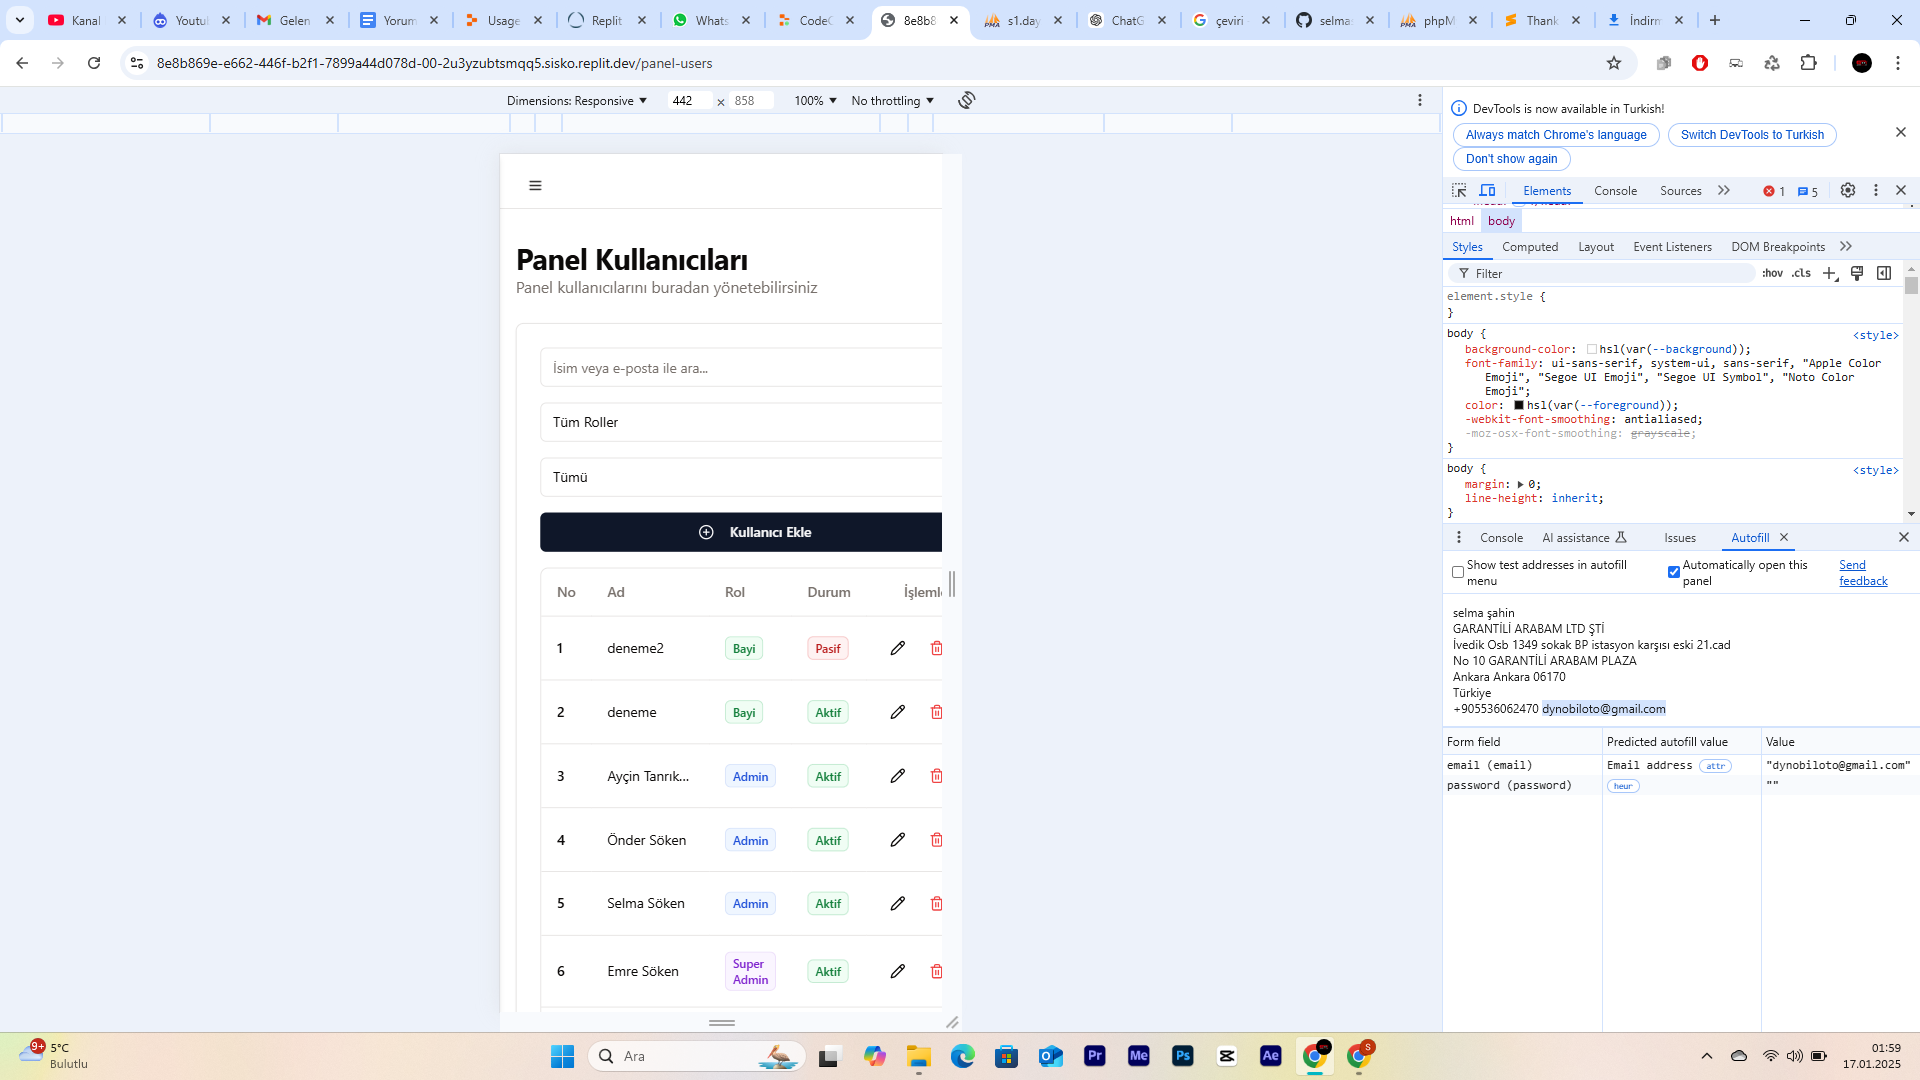 Kanal
Youtul
Gelen
Yorum
Usage
Replit
Whats
CodeC
8e8b8
s1.day
ChatG
çeviri
selma
phpM
Thank
İndirm
8e8b869e-e662-446f-b2f1-7899a44d078d-00-2u3yzubtsmqq5.sisko.replit.dev/panel-users
Dimensions: Responsive 442 × 858 100% No throttling
DevTools is now available in Turkish!
Always match Chrome's language Switch DevTools to Turkish
Don't show again
Elements Console Sources 1 5
html body
Styles Computed Layout Event Listeners DOM Breakpoints
Filter :hov .cls
element.style {
}
body { <style>
background-color: hsl(var(--background));
font-family: ui-sans-serif, system-ui, sans-serif, "Apple Color
Emoji", "Segoe UI Emoji", "Segoe UI Symbol", "Noto Color
Emoji";
color: hsl(var(--foreground));
-webkit-font-smoothing: antialiased;
-moz-osx-font-smoothing: grayscale;
}
body { <style>
margin: 0;
line-height: inherit;
}
Console AI assistance Issues Autofill
Show test addresses in autofill menu
Automatically open this panel
Send feedback
selma şahin
GARANTİLİ ARABAM LTD ŞTİ
İvedik Osb 1349 sokak BP istasyon karşısı eski 21.cad
No 10 GARANTİLİ ARABAM PLAZA
Ankara Ankara 06170
Türkiye
+905536062470 dynobiloto@gmail.com
Form field Predicted autofill value Value
email (email) Email address attr "dynobiloto@gmail.com"
password (password) heur ""
Panel Kullanıcıları
Panel kullanıcılarını buradan yönetebilirsiniz
İsim veya e-posta ile ara...
Tüm Roller
Tümü
Kullanıcı Ekle
No Ad Rol Durum İşleml
1 deneme2 Bayi Pasif
2 deneme Bayi Aktif
3 Ayçin Tanrık... Admin Aktif
4 Önder Söken Admin Aktif
5 Selma Söken Admin Aktif
6 Emre Söken Super Admin Aktif
9+
5°C
Bulutlu
Ara
Pr
Me
Ps
Ae
S
01:59
17.01.2025